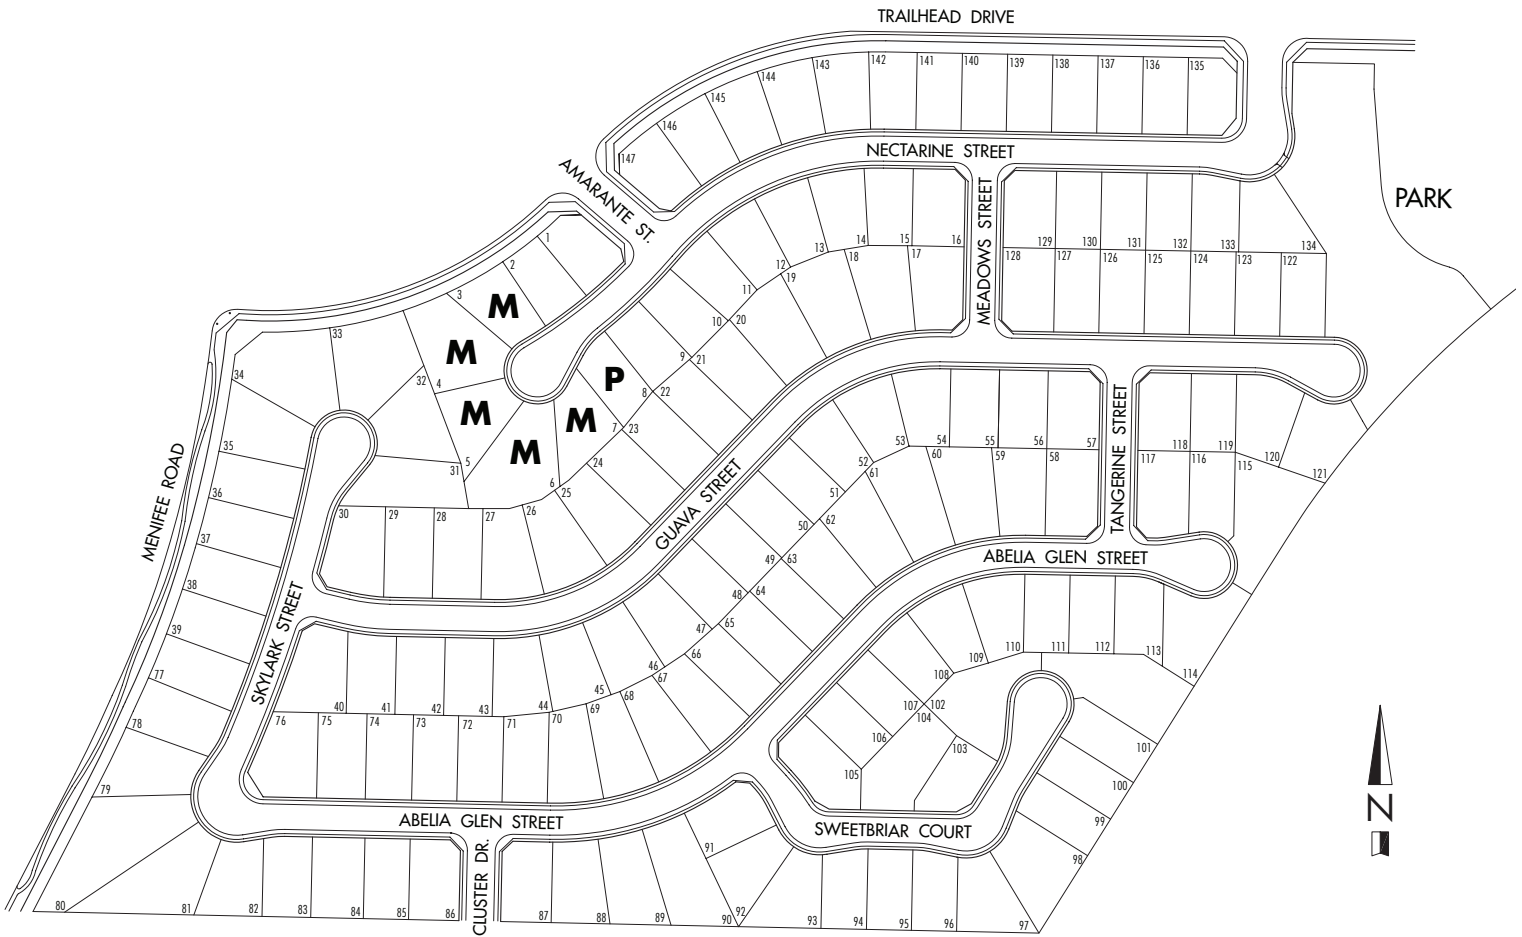 TRAILHEAD DRIVE
142 141 140 139 138 137 136 135
143
144
145
146
147
NECTARINE STREET
AMARANTE ST.
MEADOWS STREET
PARK
1
2
3
M
M
M
M
M
P
4
5
6
7
8
9
10
11
12
13
14 15 16
129 130 131 132 133 134
128 127 126 125 124 123 122
17
18
19
20
21
22
23
24
25
26
27
28
29
30
31
32
33
34
35
36
37
38
39
MENIFEE ROAD
SKYLARK STREET
GUAVA STREET
TANGERINE STREET
40 41 42 43 44
45
46
47
48
49
50
51
52
53 54 55 56 57
118 119 120 121
117 116 115
60 59 58
61
62
63
64
65
66
67
68
69
76 75 74 73 72 71 70
77
78
79
ABELIA GLEN STREET
110 111 112 113 114
109
108
107 102
104
106
105
103
101
100
99
98
ABELIA GLEN STREET
SWEETBRIAR COURT
CLUSTER DR.
91
80 81 82 83 84 85 86 87 88 89 90 92 93 94 95 96 97
N